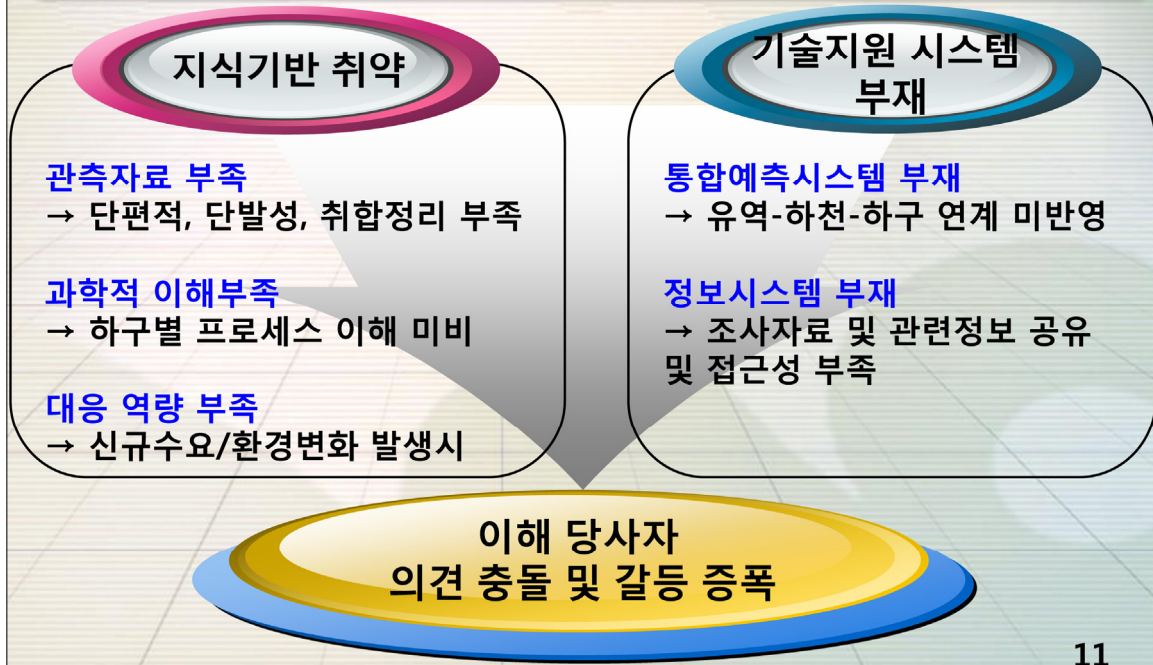 지식기반 취약
관측자료 부족
→ 단편적, 단발성, 취합정리 부족
과학적 이해부족
→ 하구별 프로세스 이해 미비
대응 역량 부족
→ 신규수요/환경변화 발생시
기술지원 시스템
부재
통합예측시스템 부재
→ 유역-하천-하구 연계 미반영
정보시스템 부재
→ 조사자료 및 관련정보 공유
및 접근성 부족
이해 당사자
의견 충돌 및 갈등 증폭
11